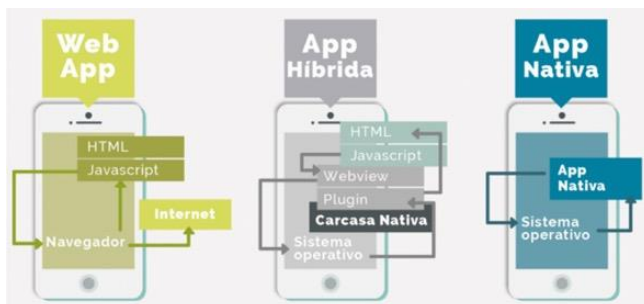 Web
App
HTML
Javascript
Internet
Navegador
App
Híbrida
HTML
Javascript
Webview
Plugin
Carcasa Nativa
Sistema
operativo
App
Nativa
App
Nativa
Sistema
operativo